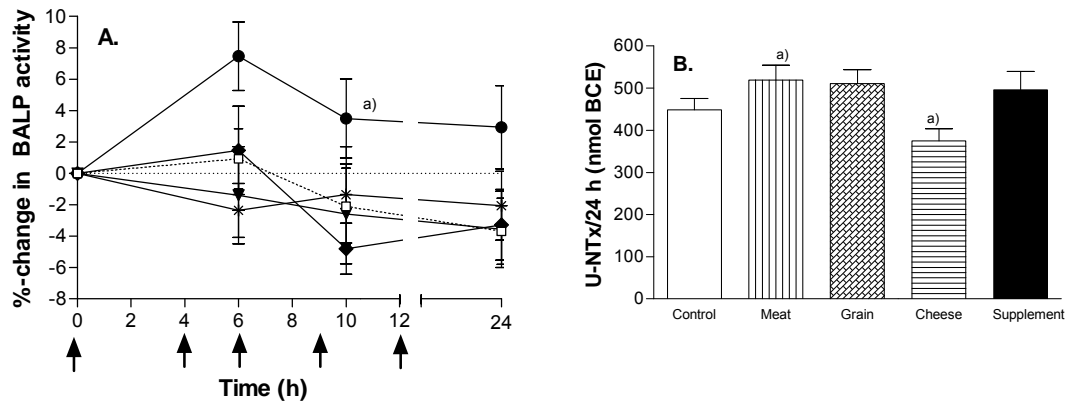 A.
%-change in BALP activity
10
8
6
4
2
0
-2
-4
-6
-8
a)
0 2 4 6 8 10 12 24
Time (h)
B.
U-NTx/24 h (nmol BCE)
600
500
400
300
200
100
0
a)
a)
Control Meat Grain Cheese Supplement